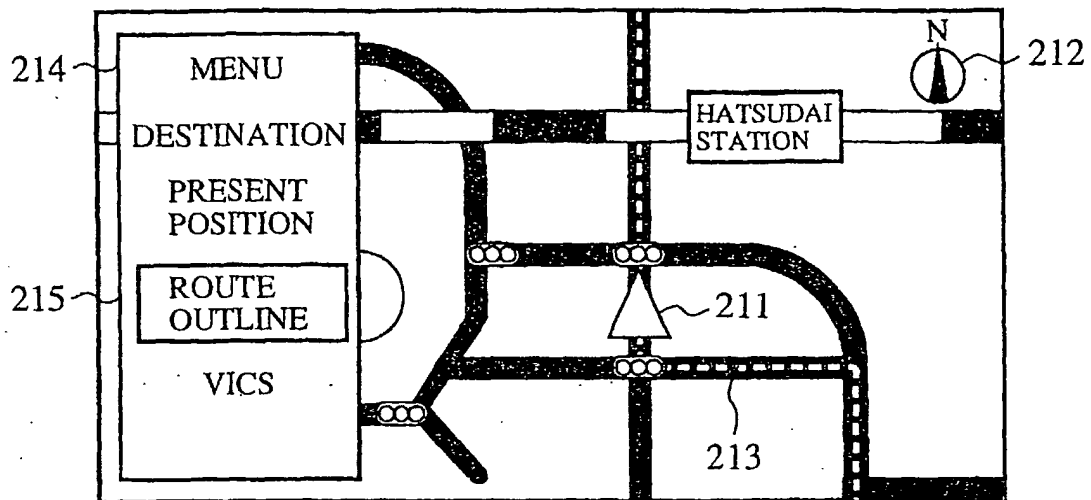 N
212
214
MENU
DESTINATION
HATSUDAI
STATION
PRESENT
POSITION
215
ROUTE
OUTLINE
211
VICS
213